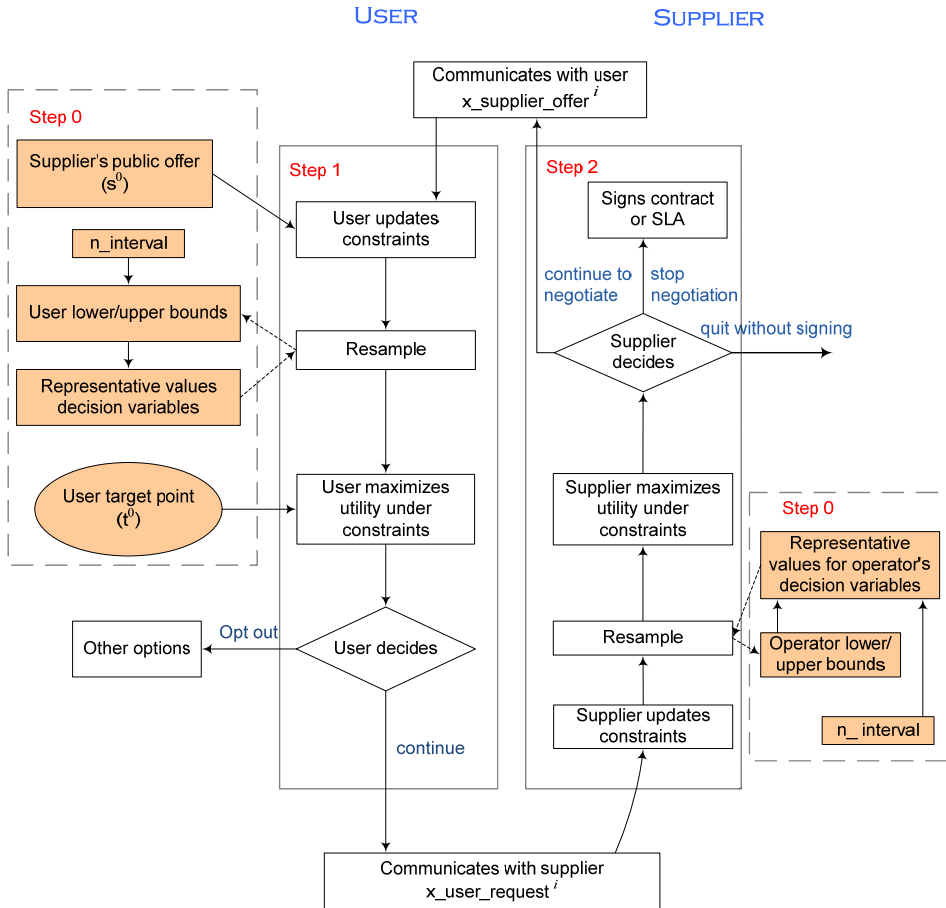 USER
SUPPLIER
Communicates with user
x_supplier_offer i
Step 0
Supplier's public offer
(s0)
n_interval
User lower/upper bounds
Representative values
decision variables
User target point
(t0)
Step 1
User updates
constraints
Resample
User maximizes
utility under
constraints
User decides
Opt out
Other options
continue
Communicates with supplier
x_user_request i
Step 2
Signs contract
or SLA
continue to
negotiate
stop
negotiation
Supplier
decides
quit without signing
Supplier maximizes
utility under
constraints
Resample
Supplier updates
constraints
Step 0
Representative
values for operator's
decision variables
Operator lower/
upper bounds
n_ interval